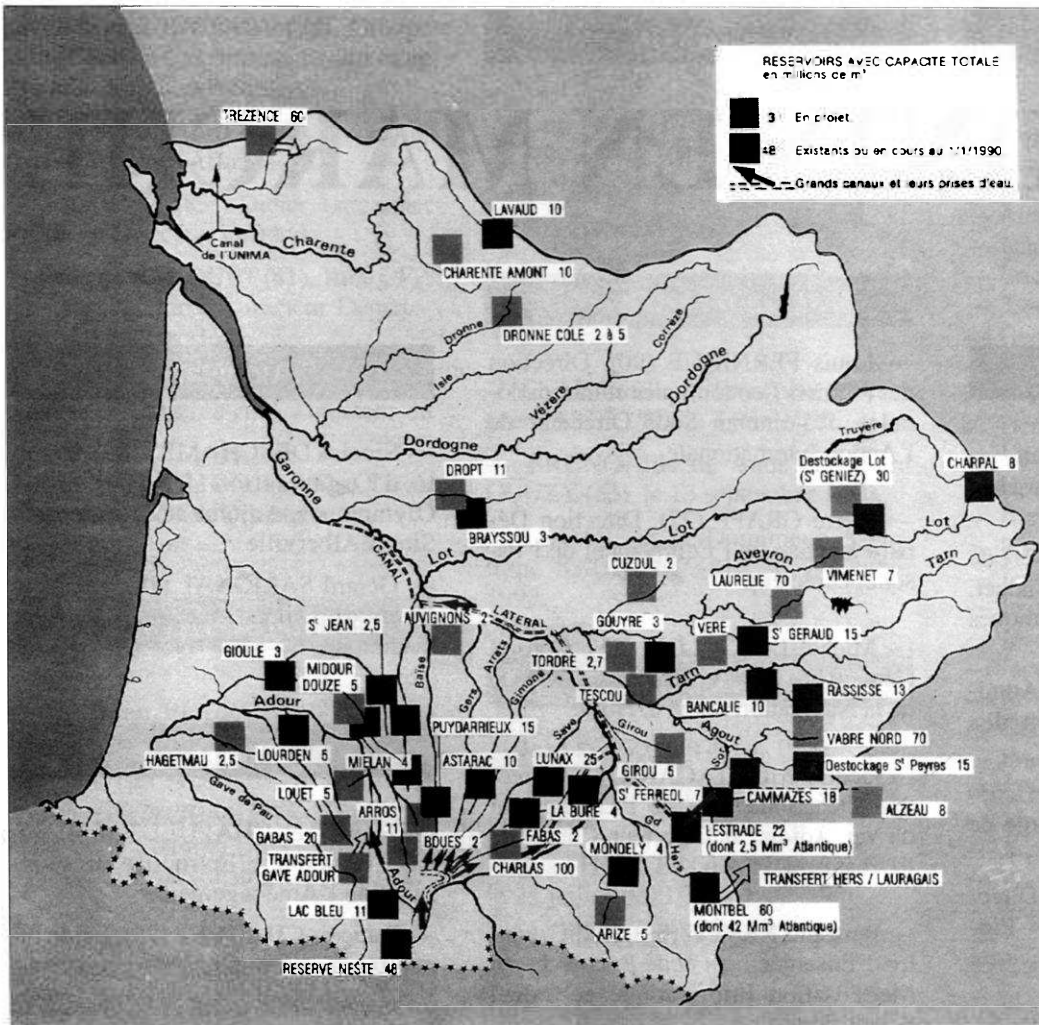 RESERVOIRS AVEC CAPACITE TOTALE
en millions de m³
3 En projet.
48 Existants ou en cours au 1/1/1990
Grands canaux et leurs prises d'eau.
TREZENCE 60
LAVAUD 10
Canal
de l'UNIMA
Charente
CHARENTE AMONT 10
Dronne
DRONNE COLE 2 à 5
Isle
Vézère
Corrèze
Dordogne
Dordogne
Garonne
Truyère
Destockage Lot
(St GENIEZ) 30
CHARPAL 8
DROPT 11
BRAYSSOU 3
Lot
Lot
Lot
CANAL
LATERAL
CUZOUL 2
Aveyron
LAURELIE 70
VIMENET 7
Tarn
AUVIGNONS 2
St JEAN 2,5
GOUYRE 3
VERE
St GERAUD 15
GIOULE 3
MIDOUR
DOUZE 5
Baïse
Gers
Arrats
Gimone
TORDRE 2,7
TESCOU
Tarn
BANCALIE 10
RASSISSE 13
Adour
PUYDARRIEUX 15
Save
Girou
Agout
VABRE NORD 70
HAGETMAU 2,5
LOURDEN 5
MIELAN 4
ASTARAC 10
LUNAX 25
GIROU 5
Sor
Destockage St Peyres 15
Gave de Pau
LOUET 5
ARROS
11
LA BURE 4
St FERREOL 7
CAMMAZES 18
ALZEAU 8
GABAS 20
BOUES 2
FABAS 2
Gd
Hers
LESTRADE 22
(dont 2,5 Mm³ Atlantique)
TRANSFERT
GAVE ADOUR
Adour
CHARLAS 100
MONDELY 4
TRANSFERT HERS / LAURAGAIS
LAC BLEU 11
ARIZE 5
MONTBEL 60
(dont 42 Mm³ Atlantique)
RESERVE NESTE 48